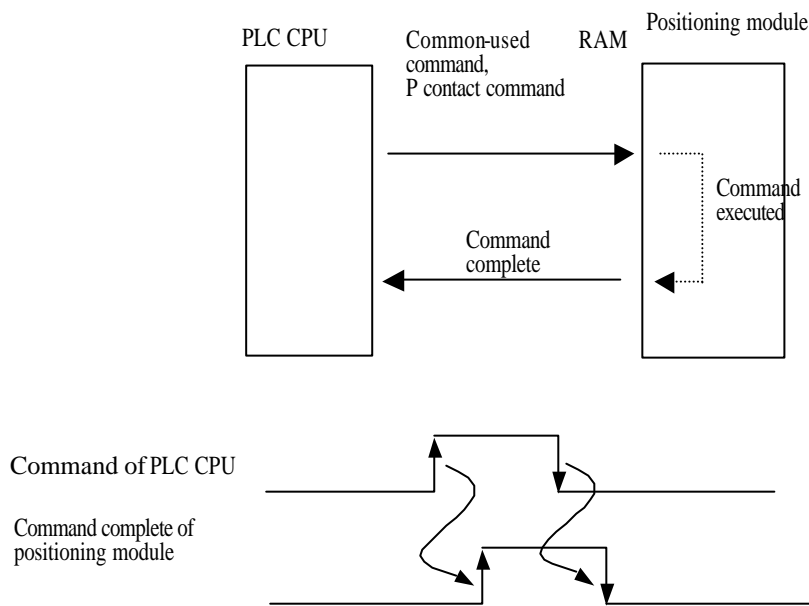 PLC CPU
Common-used
command,
P contact command
RAM
Positioning module
Command
executed
Command
complete
Command of PLC CPU
Command complete of
positioning module